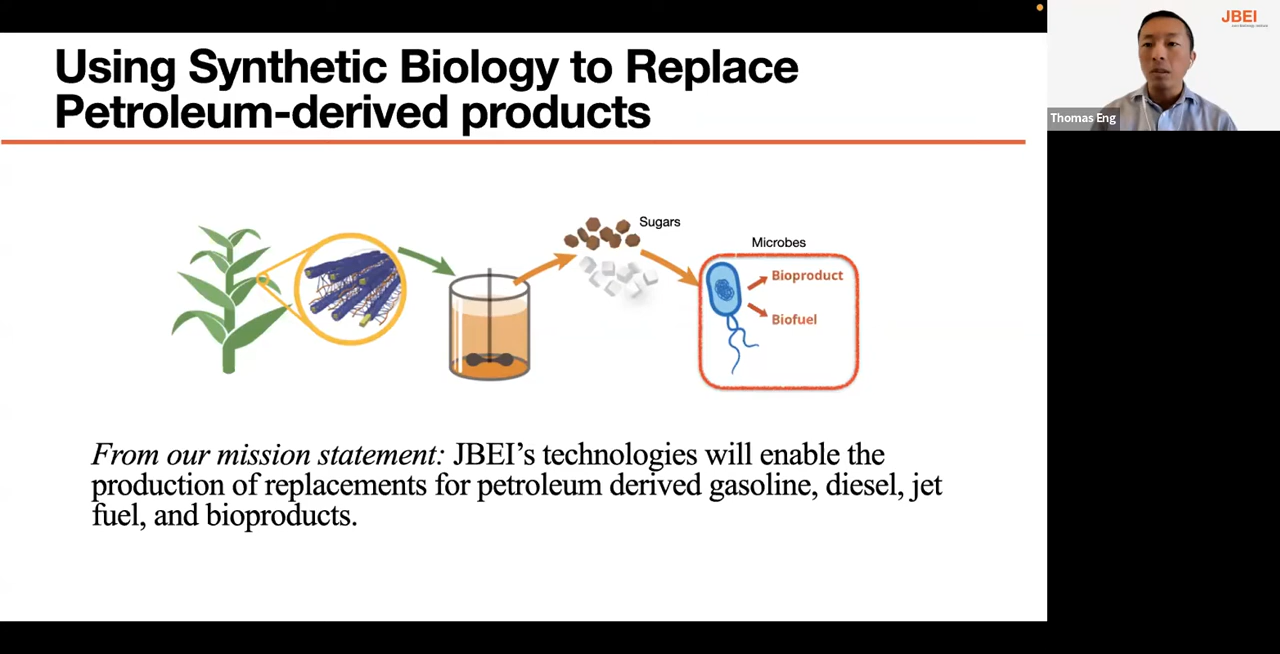 Using Synthetic Biology to Replace
Petroleum-derived products
Sugars
Microbes
Bioproduct
Biofuel
From our mission statement: JBEI’s technologies will enable the
production of replacements for petroleum derived gasoline, diesel, jet
fuel, and bioproducts.
JBEI
Thomas Eng